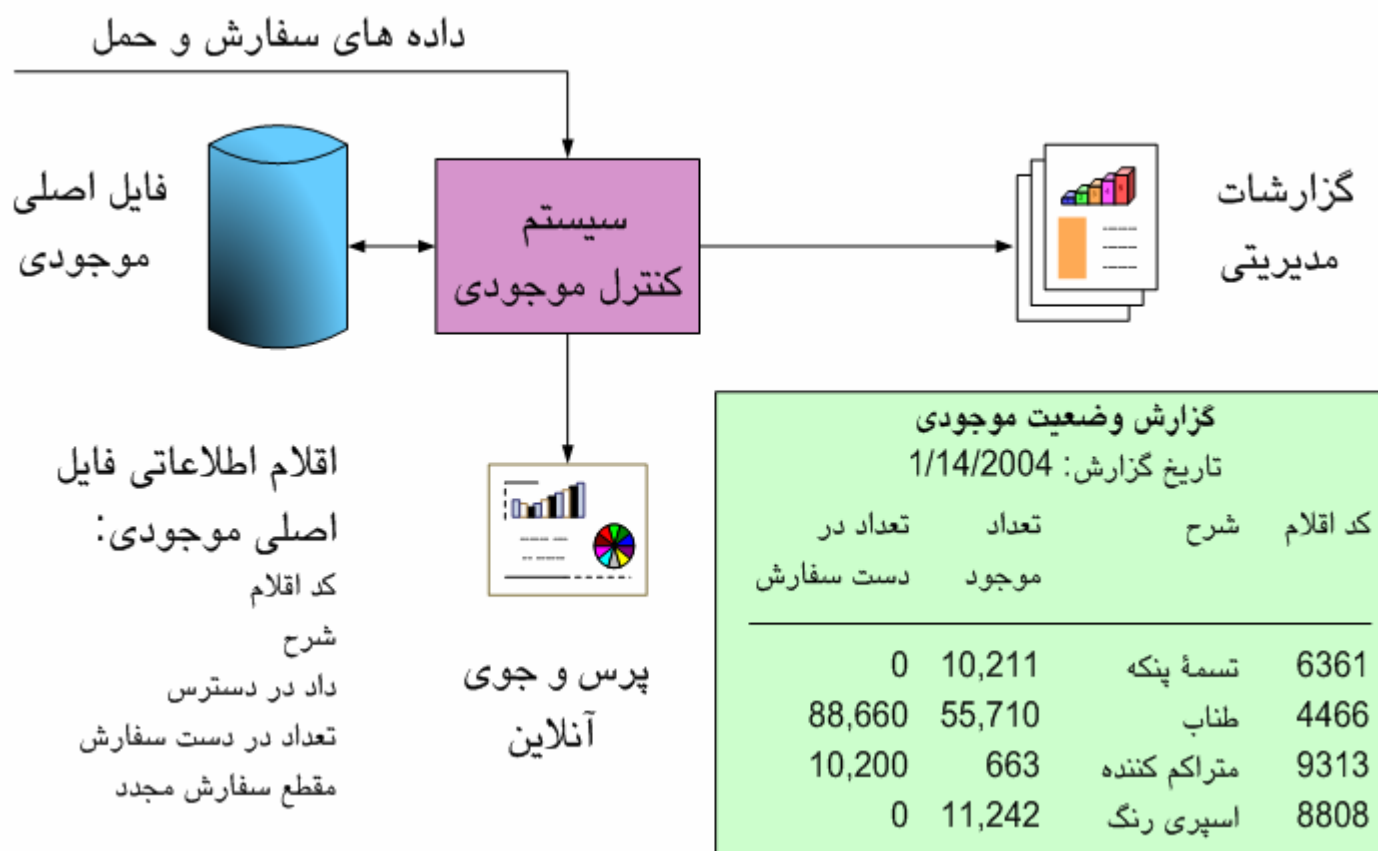 داده های سفارش و حمل
فایل اصلی
موجودی
سیستم
کنترل موجودی
گزارشات
مدیریتی
پرس و جوی
آنلاین
اقلام اطلاعاتی فایل
اصلی موجودی:
کد اقلام
شرح
داد در دسترس
تعداد در دست سفارش
مقطع سفارش مجدد
گزارش وضعیت موجودی
تاریخ گزارش: 1/14/2004
کد اقلام شرح تعداد تعداد در
موجود دست سفارش
6361 تسمۀ پنکه 10,211 0
4466 طناب 55,710 88,660
9313 متراکم کننده 663 10,200
8808 اسپری رنگ 11,242 0